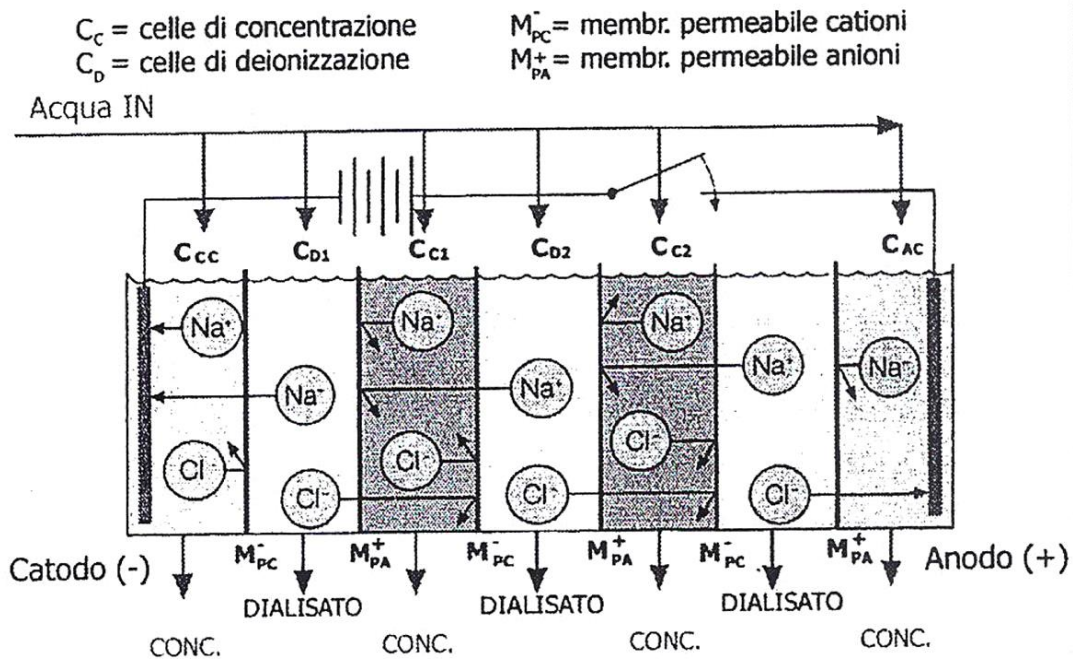 C_C = celle di concentrazione
C_D = celle di deionizzazione
M⁻_PC = membr. permeabile cationi
M⁺_PA = membr. permeabile anioni
Acqua IN
C_CC C_D1 C_C1 C_D2 C_C2 C_AC
Na⁺ Na⁺ Na⁺
Na⁺ Na⁻
Na⁻ Na⁺
Cl⁻
Cl⁻ Cl⁻
Cl⁻ Cl⁻ Cl⁻
Catodo (-) M⁻_PC M⁺_PA M⁻_PC M⁺_PA M⁻_PC M⁺_PA Anodo (+)
DIALISATO DIALISATO DIALISATO
CONC. CONC. CONC. CONC.